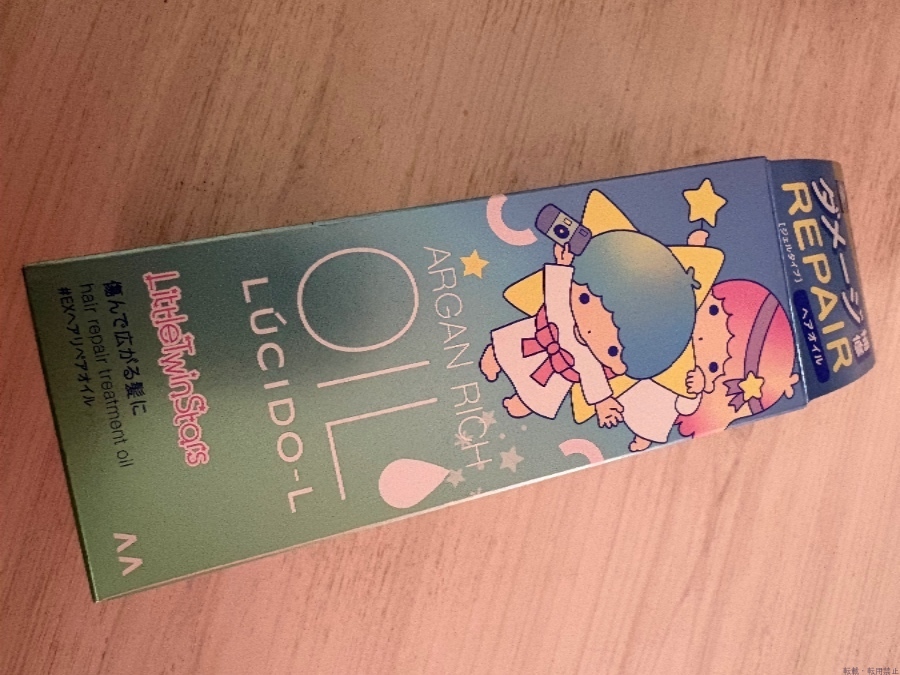 ダメージ補修
REPAIR
[ジェルタイプ]
ヘアオイル
ARGAN RICH
OIL
LÚCIDO-L
LittleTwinStars
傷んで広がる髪に
hair repair treatment oil
#EXヘアリペアオイル
転載・転用禁止